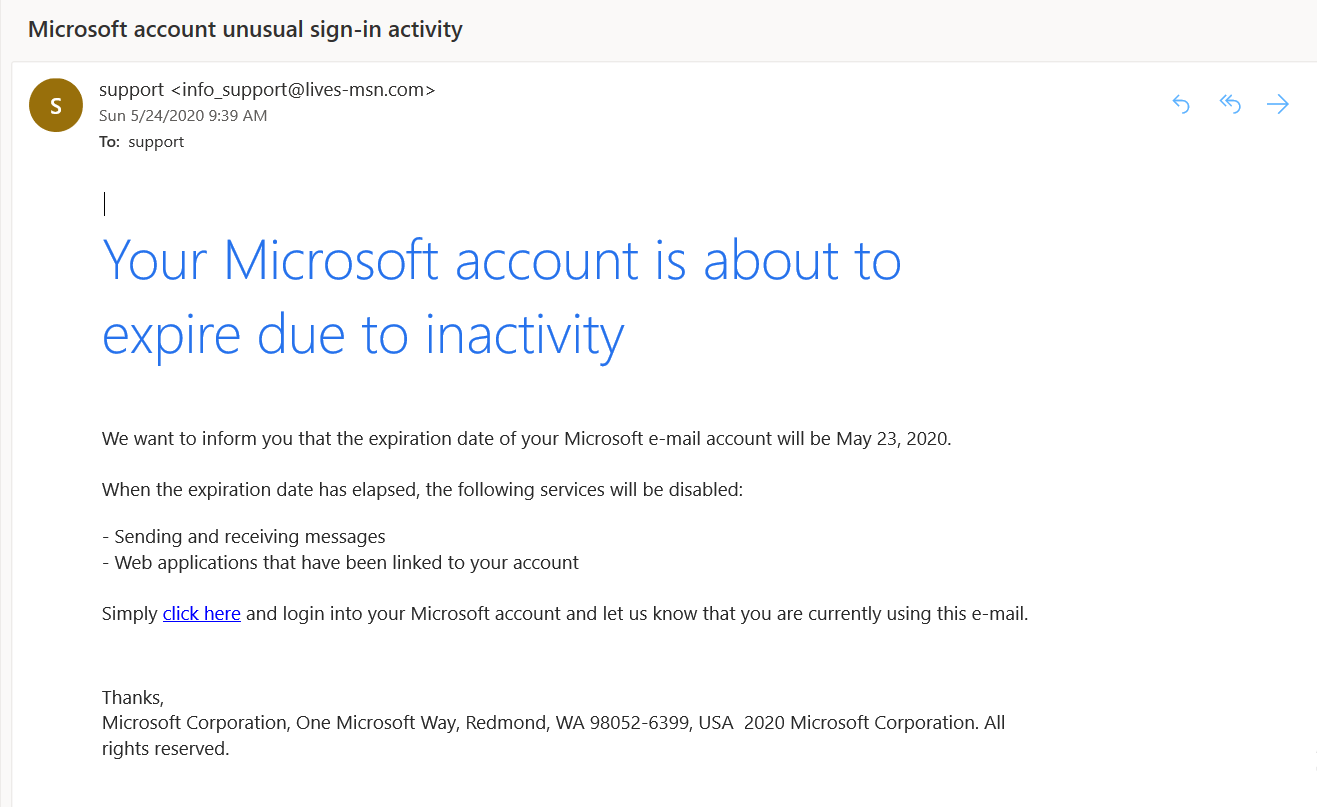 Microsoft account unusual sign-in activity
S
support <info_support@lives-msn.com>
Sun 5/24/2020 9:39 AM
To: support
Your Microsoft account is about to
expire due to inactivity
We want to inform you that the expiration date of your Microsoft e-mail account will be May 23, 2020.
When the expiration date has elapsed, the following services will be disabled:
- Sending and receiving messages
- Web applications that have been linked to your account
Simply click here and login into your Microsoft account and let us know that you are currently using this e-mail.
Thanks,
Microsoft Corporation, One Microsoft Way, Redmond, WA 98052-6399, USA  2020 Microsoft Corporation. All
rights reserved.